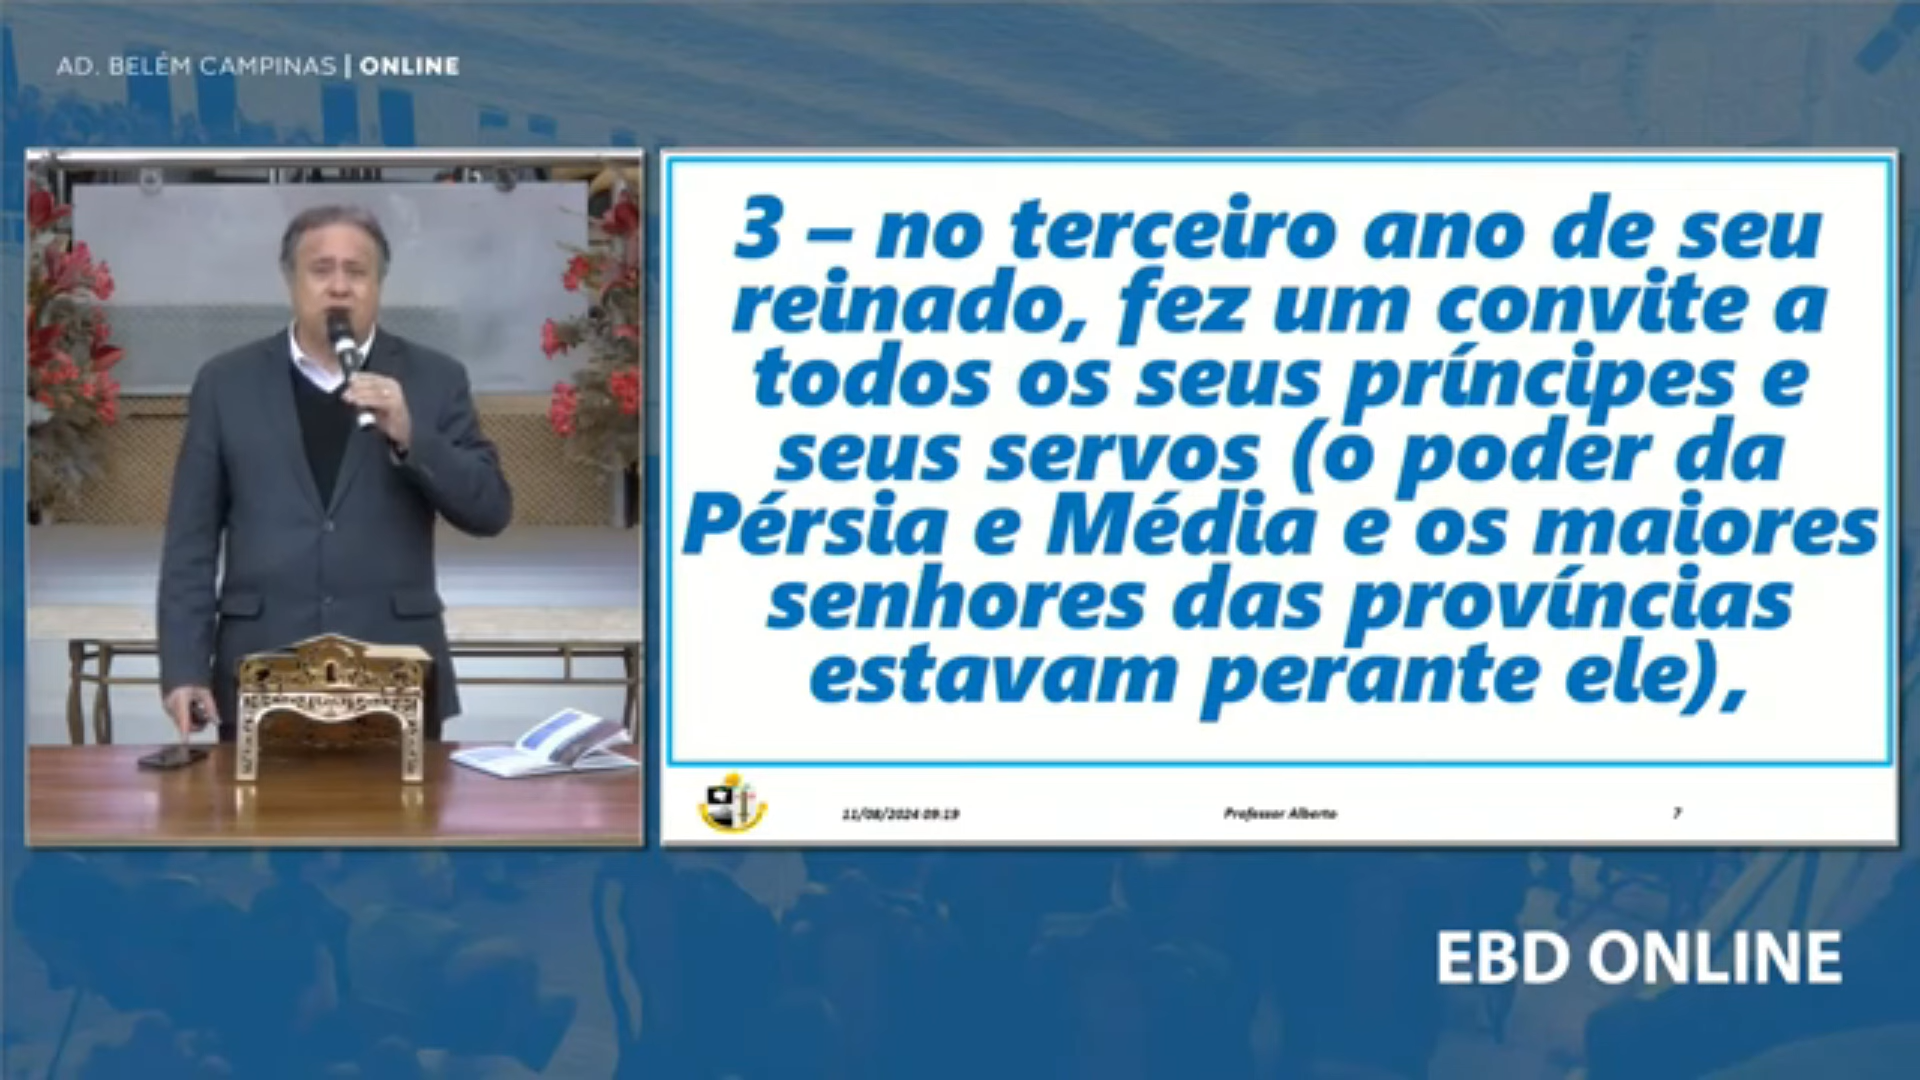 AD. BELÉM CAMPINAS | ONLINE
3 – no terceiro ano de seu
reinado, fez um convite a
todos os seus príncipes e
seus servos (o poder da
Pérsia e Média e os maiores
senhores das províncias
estavam perante ele),
11/08/2024 09:19
Professor Alberto
7
EBD ONLINE